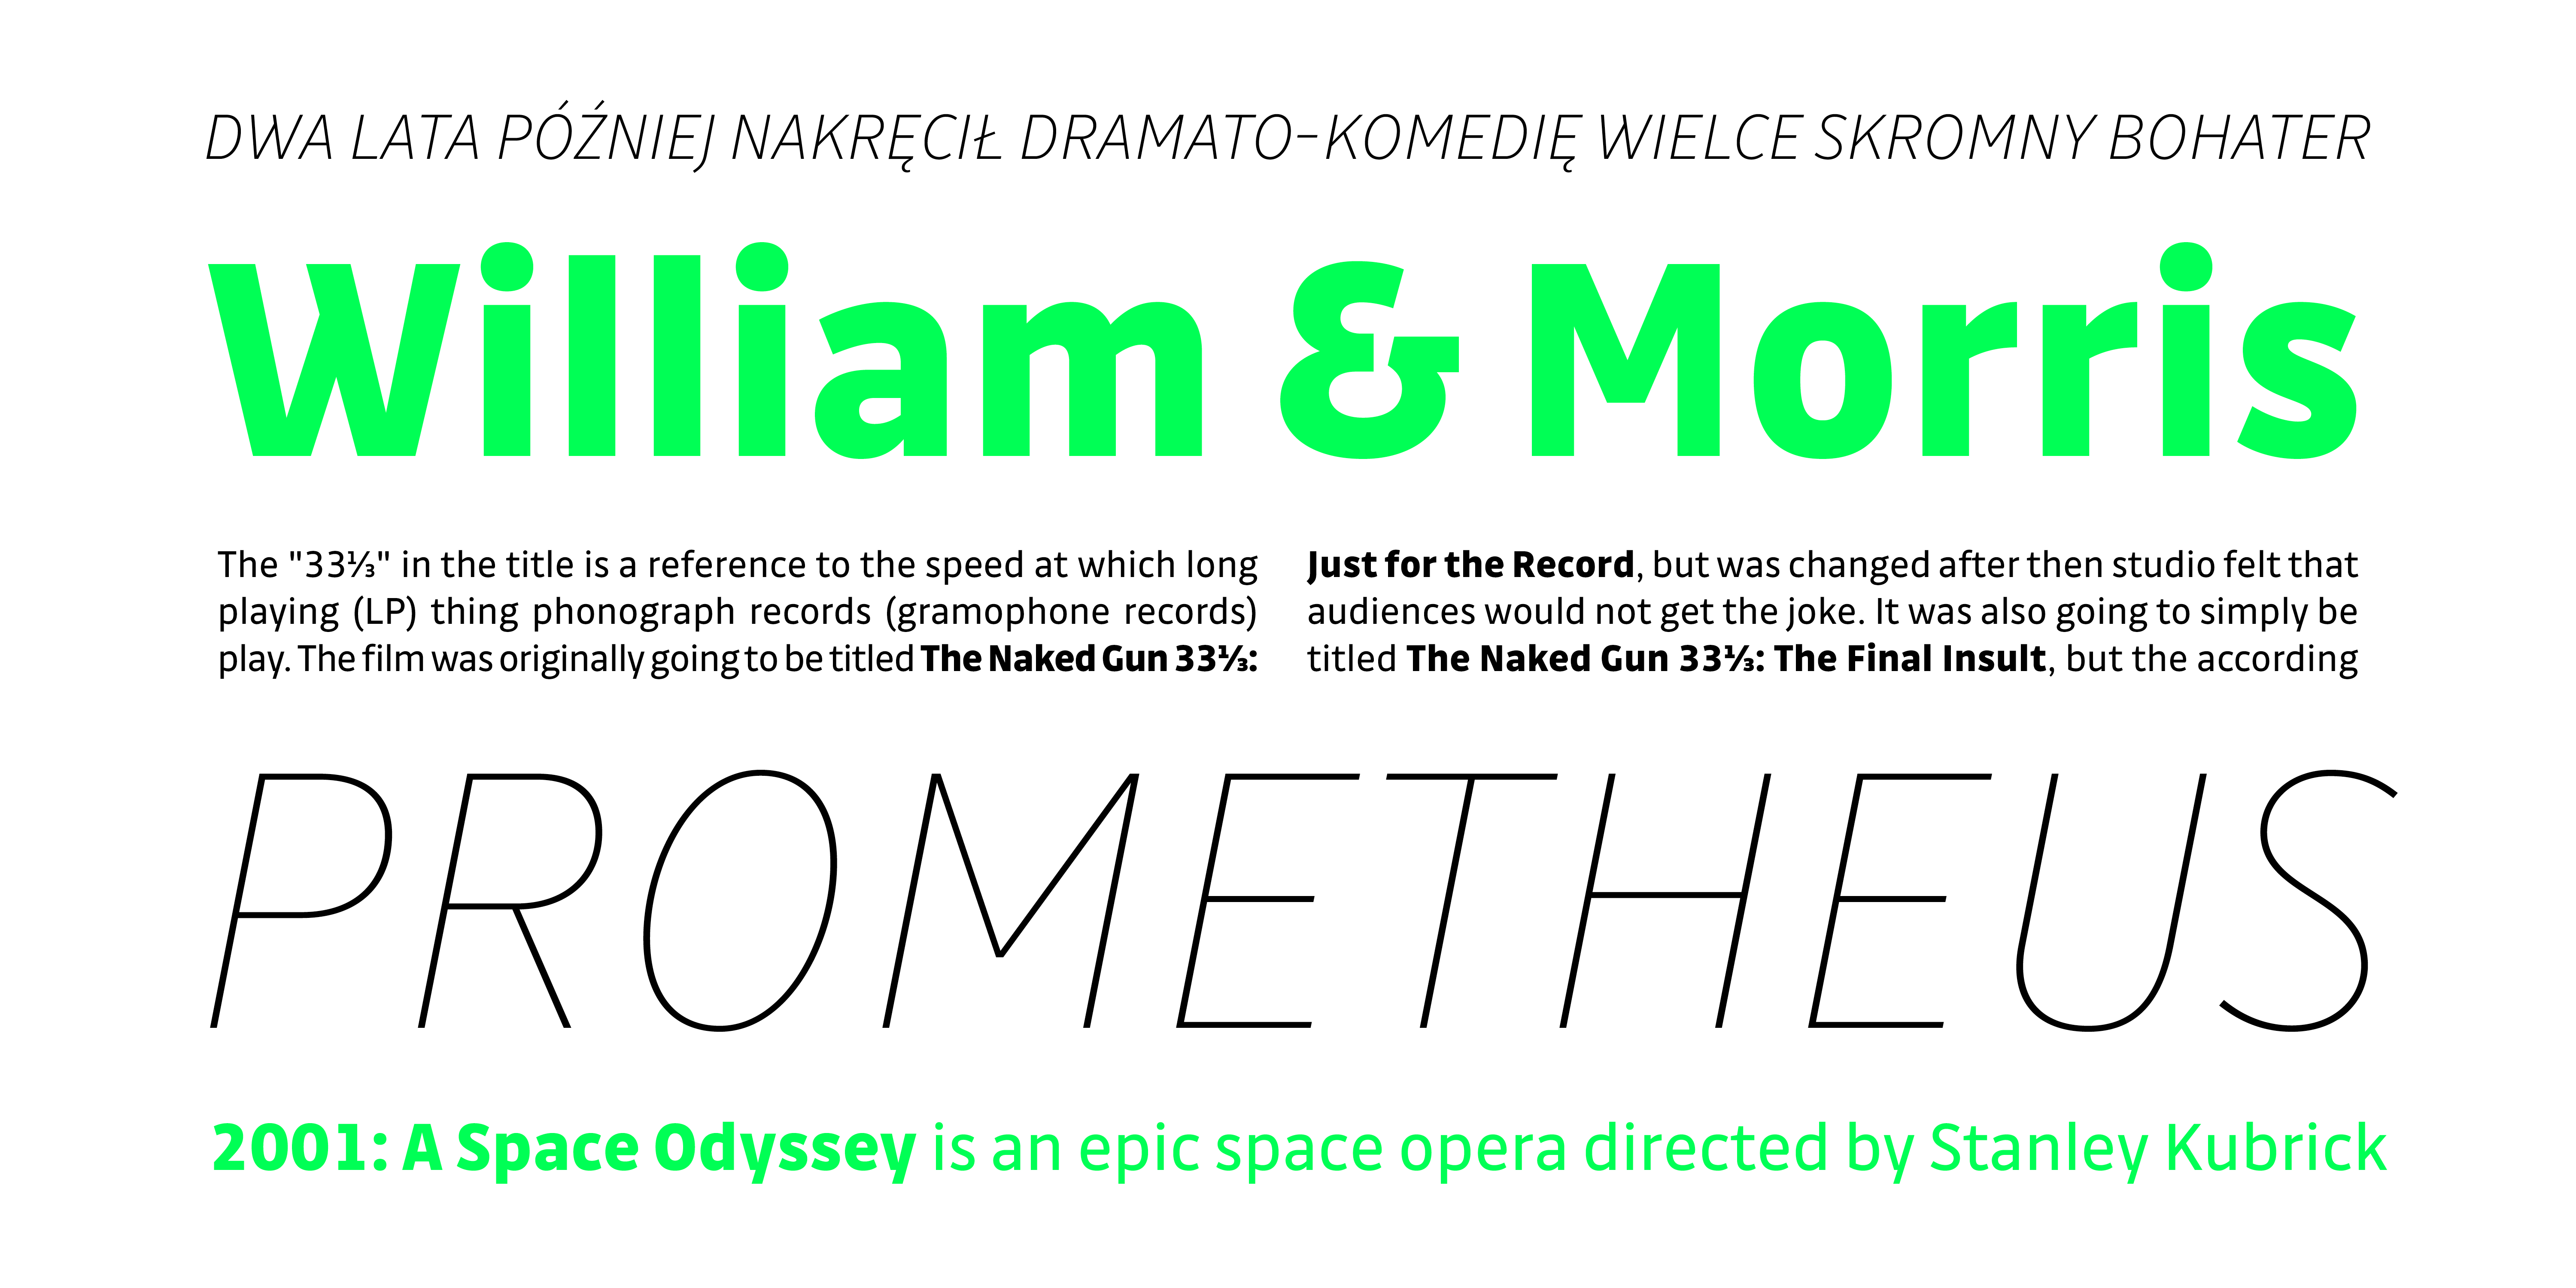 DWA LATA PÓŹNIEJ NAKRĘCIŁ DRAMATO-KOMEDIĘ WIELCE SKROMNY BOHATER
William & Morris
The "33⅓" in the title is a reference to the speed at which long
playing (LP) thing phonograph records (gramophone records)
play. The film was originally going to be titled The Naked Gun 33⅓:
Just for the Record, but was changed after then studio felt that
audiences would not get the joke. It was also going to simply be
titled The Naked Gun 33⅓: The Final Insult, but the according
PROMETHEUS
2001: A Space Odyssey is an epic space opera directed by Stanley Kubrick